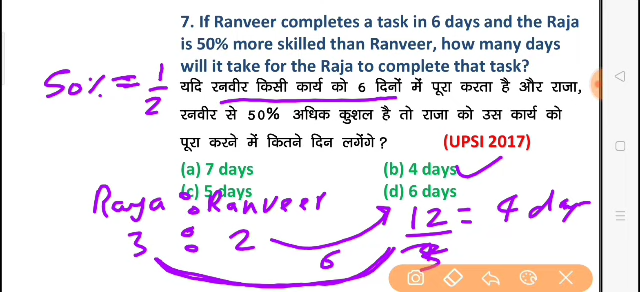 7. If Ranveer completes a task in 6 days and the Raja
is 50% more skilled than Ranveer, how many days
will it take for the Raja to complete that task?
50% = 1/2
यदि रनवीर किसी कार्य को 6 दिनों में पूरा करता है और राजा,
रनवीर से 50% अधिक कुशल है तो राजा को उस कार्य को
पूरा करने में कितने दिन लगेंगे ? (UPSI 2017)
(a) 7 days (b) 4 days
(c) 5 days (d) 6 days
Raja : Ranveer
3 : 2
6
12/3 = 4 day